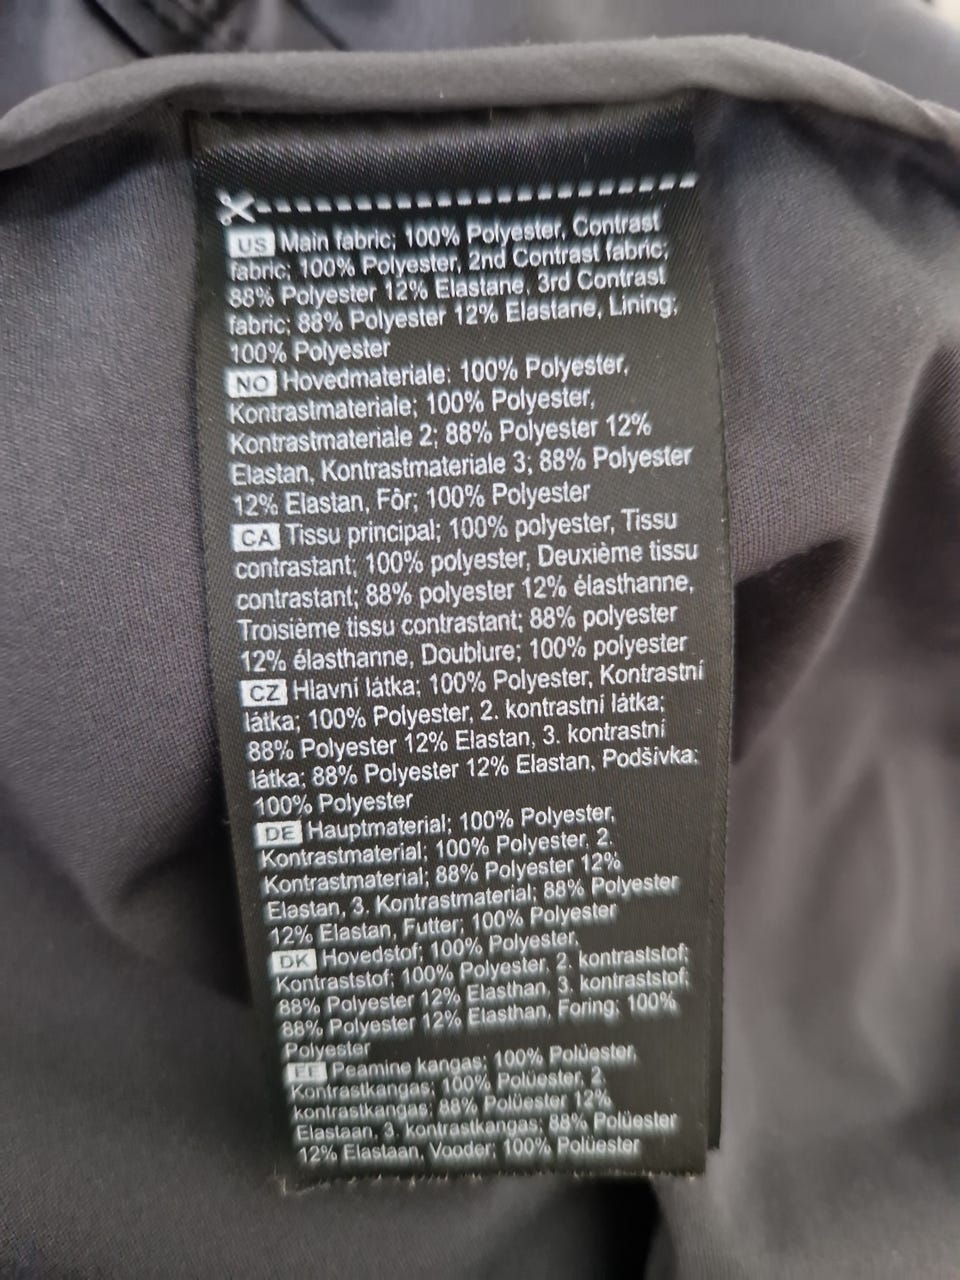 US Main fabric; 100% Polyester, Contrast
fabric; 100% Polyester, 2nd Contrast fabric;
88% Polyester 12% Elastane, 3rd Contrast
fabric; 88% Polyester 12% Elastane, Lining;
100% Polyester
NO Hovedmateriale; 100% Polyester,
Kontrastmateriale; 100% Polyester,
Kontrastmateriale 2; 88% Polyester 12%
Elastan, Kontrastmateriale 3; 88% Polyester
12% Elastan, Fôr; 100% Polyester
CA Tissu principal; 100% polyester, Tissu
contrastant; 100% polyester, Deuxième tissu
contrastant; 88% polyester 12% élasthanne,
Troisième tissu contrastant; 88% polyester
12% élasthanne, Doublure; 100% polyester
CZ Hlavní látka; 100% Polyester, Kontrastní
látka; 100% Polyester, 2. kontrastní látka;
88% Polyester 12% Elastan, 3. kontrastní
látka; 88% Polyester 12% Elastan, Podšívka;
100% Polyester
DE Hauptmaterial; 100% Polyester,
Kontrastmaterial; 100% Polyester, 2.
Kontrastmaterial; 88% Polyester 12%
Elastan, 3. Kontrastmaterial; 88% Polyester
12% Elastan, Futter; 100% Polyester
DK Hovedstof; 100% Polyester,
Kontraststof; 100% Polyester, 2. kontraststof;
88% Polyester 12% Elasthan, 3. kontraststof;
88% Polyester 12% Elasthan, Foring; 100%
Polyester
EE Peamine kangas; 100% Polüester,
Kontrastkangas; 100% Polüester, 2.
kontrastkangas; 88% Polüester 12%
Elastaan, 3. kontrastkangas; 88% Polüester
12% Elastaan, Vooder; 100% Polüester